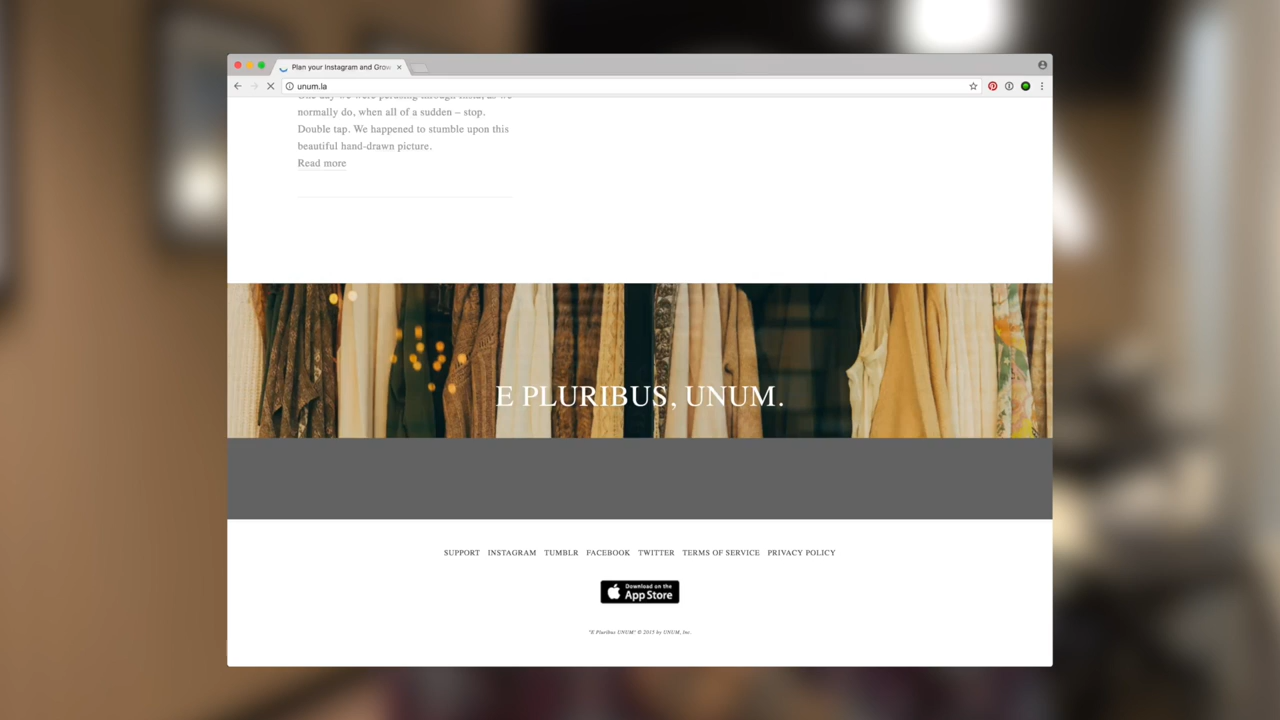 Plan your Instagram and Grow
unum.la
One day we were perusing through Insta, as we
normally do, when all of a sudden – stop.
Double tap. We happened to stumble upon this
beautiful hand-drawn picture.
Read more
E PLURIBUS, UNUM.
SUPPORT INSTAGRAM TUMBLR FACEBOOK TWITTER TERMS OF SERVICE PRIVACY POLICY
Download on the
App Store
"E Pluribus UNUM" © 2015 by UNUM, Inc.